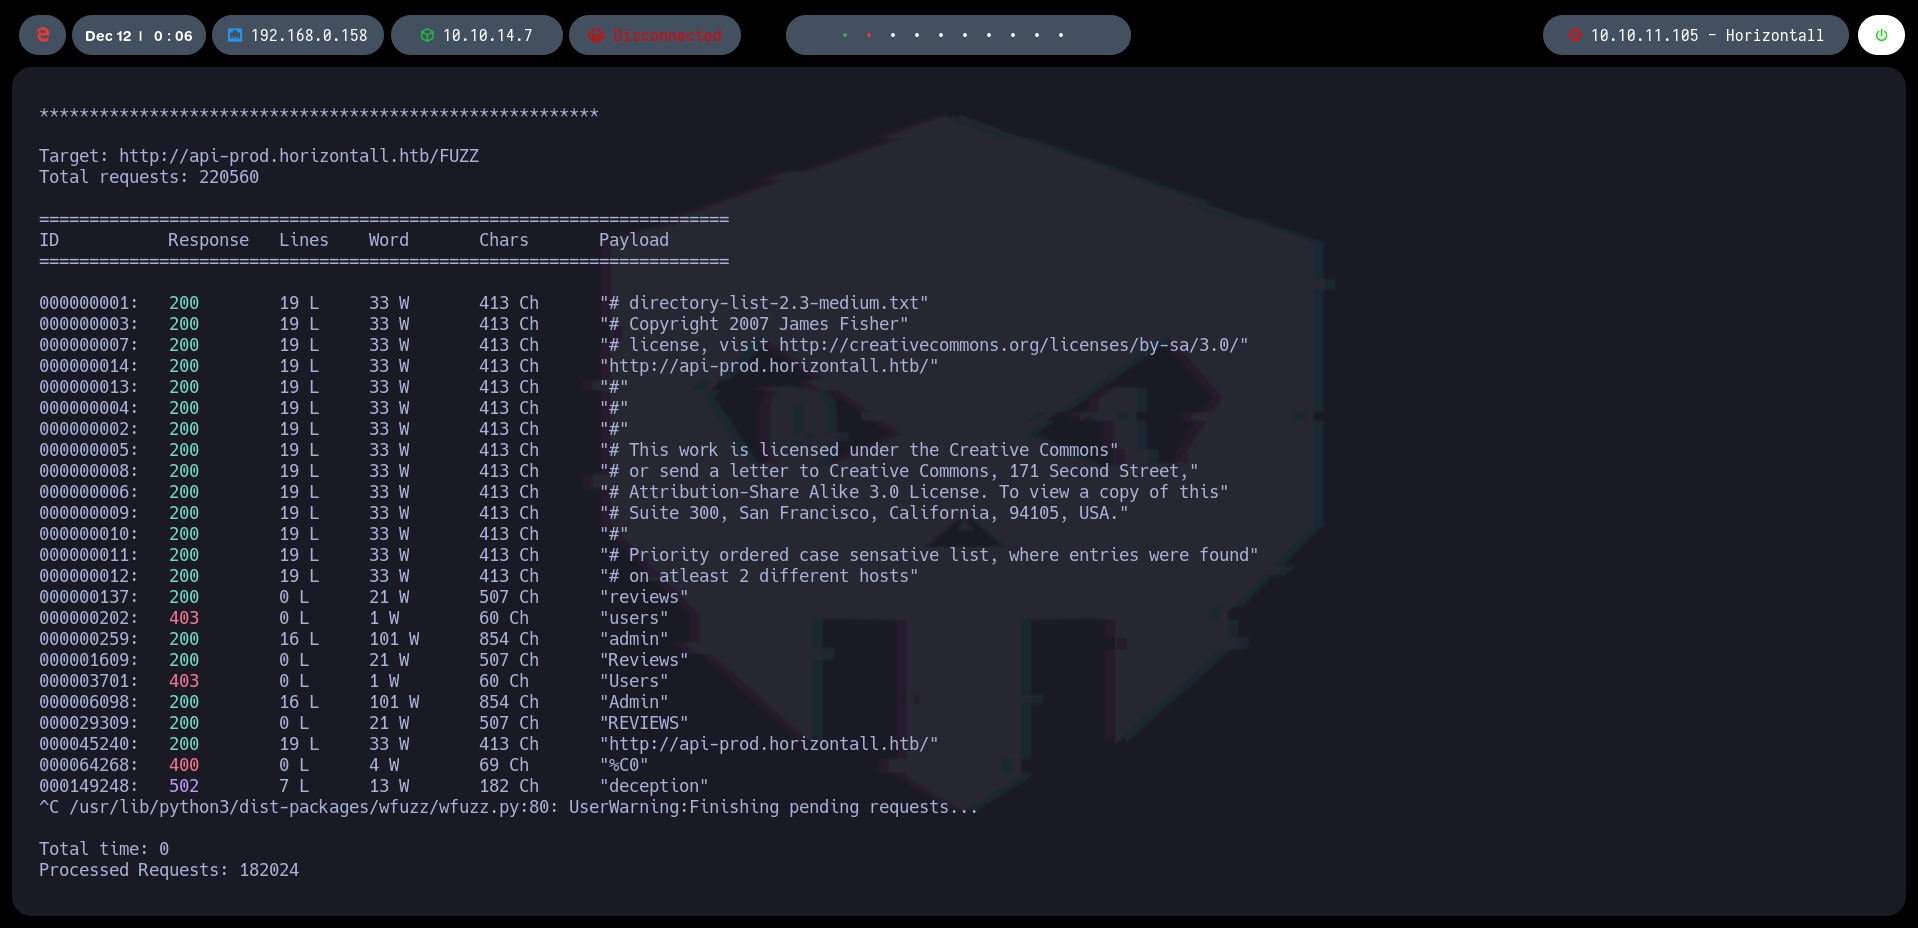 Dec 12 | 0 : 06 192.168.0.158 10.10.14.7 Disconnected 10.10.11.105 - Horizontall
********************************************************
Target: http://api-prod.horizontall.htb/FUZZ
Total requests: 220560
=====================================================================
ID Response Lines Word Chars Payload
=====================================================================
000000001: 200 19 L 33 W 413 Ch "# directory-list-2.3-medium.txt"
000000003: 200 19 L 33 W 413 Ch "# Copyright 2007 James Fisher"
000000007: 200 19 L 33 W 413 Ch "# license, visit http://creativecommons.org/licenses/by-sa/3.0/"
000000014: 200 19 L 33 W 413 Ch "http://api-prod.horizontall.htb/"
000000013: 200 19 L 33 W 413 Ch "#"
000000004: 200 19 L 33 W 413 Ch "#"
000000002: 200 19 L 33 W 413 Ch "#"
000000005: 200 19 L 33 W 413 Ch "# This work is licensed under the Creative Commons"
000000008: 200 19 L 33 W 413 Ch "# or send a letter to Creative Commons, 171 Second Street,"
000000006: 200 19 L 33 W 413 Ch "# Attribution-Share Alike 3.0 License. To view a copy of this"
000000009: 200 19 L 33 W 413 Ch "# Suite 300, San Francisco, California, 94105, USA."
000000010: 200 19 L 33 W 413 Ch "#"
000000011: 200 19 L 33 W 413 Ch "# Priority ordered case sensative list, where entries were found"
000000012: 200 19 L 33 W 413 Ch "# on atleast 2 different hosts"
000000137: 200 0 L 21 W 507 Ch "reviews"
000000202: 403 0 L 1 W 60 Ch "users"
000000259: 200 16 L 101 W 854 Ch "admin"
000001609: 200 0 L 21 W 507 Ch "Reviews"
000003701: 403 0 L 1 W 60 Ch "Users"
000006098: 200 16 L 101 W 854 Ch "Admin"
000029309: 200 0 L 21 W 507 Ch "REVIEWS"
000045240: 200 19 L 33 W 413 Ch "http://api-prod.horizontall.htb/"
000064268: 400 0 L 4 W 69 Ch "%C0"
000149248: 502 7 L 13 W 182 Ch "deception"
^C /usr/lib/python3/dist-packages/wfuzz/wfuzz.py:80: UserWarning:Finishing pending requests...
Total time: 0
Processed Requests: 182024